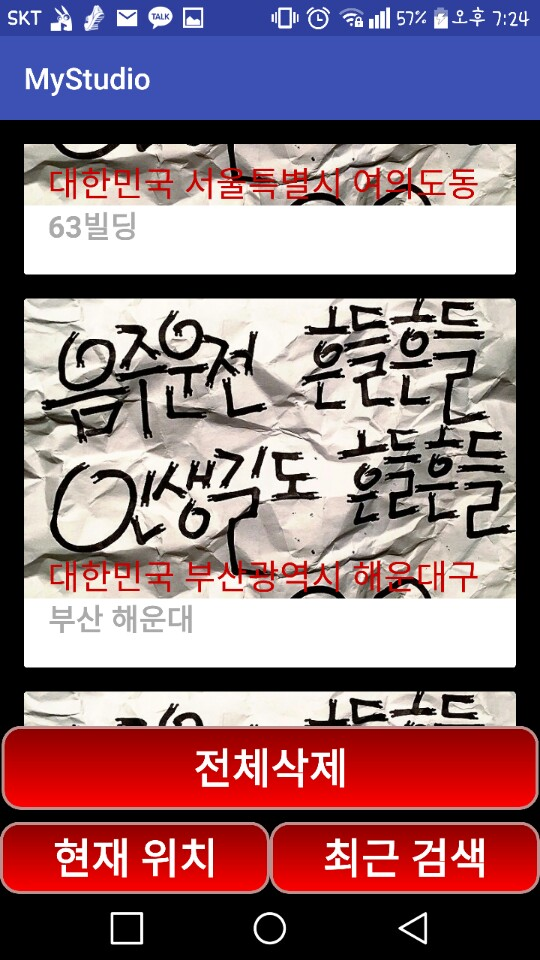 SKT TALK 57% 오후 7:24
MyStudio
대한민국 서울특별시 여의도동
63빌딩
음주운전 흔들흔들
인생길도 흔들흔들
대한민국 부산광역시 해운대구
부산 해운대
전체삭제
현재 위치 최근 검색